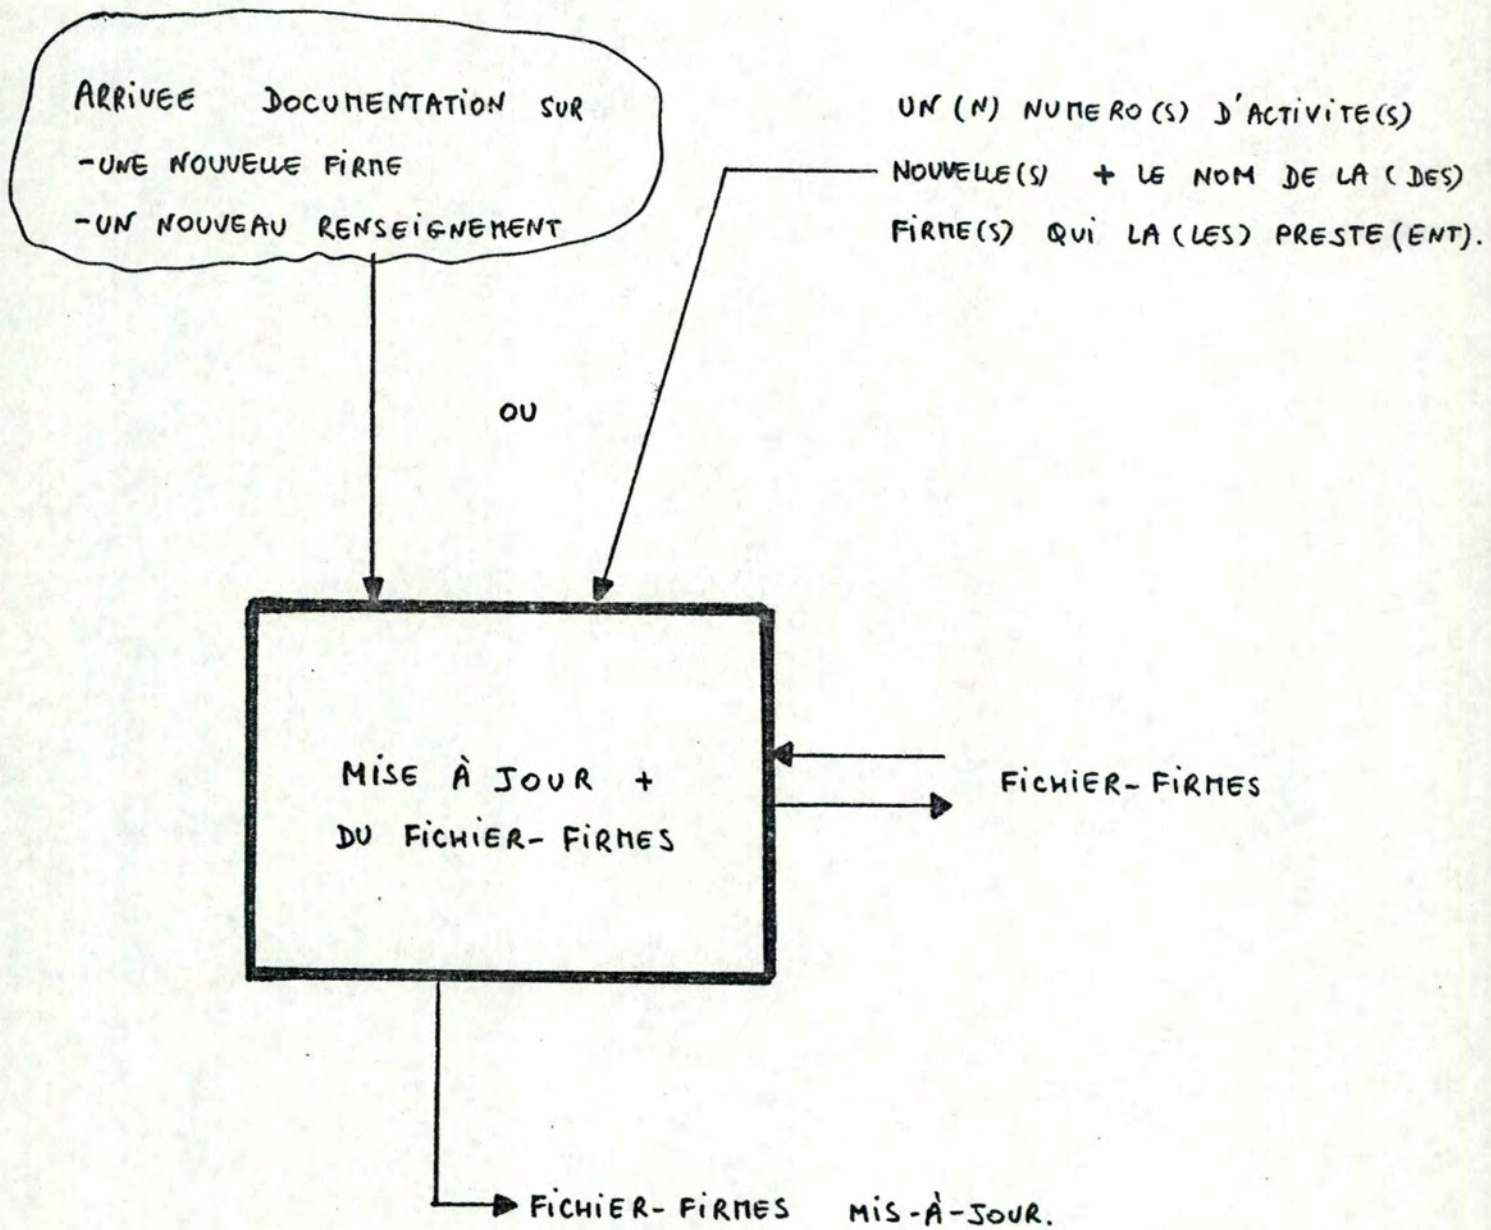 ARRIVEE DOCUMENTATION SUR
-UNE NOUVELLE FIRME
-UN NOUVEAU RENSEIGNEMENT
UN (N) NUMERO(S) D'ACTIVITE(S)
NOUVELLE(S) + LE NOM DE LA (DES)
FIRME(S) QUI LA (LES) PRESTE(ENT).
OU
MISE À JOUR +
DU FICHIER-FIRMES
FICHIER-FIRMES
FICHIER-FIRMES MIS-À-JOUR.